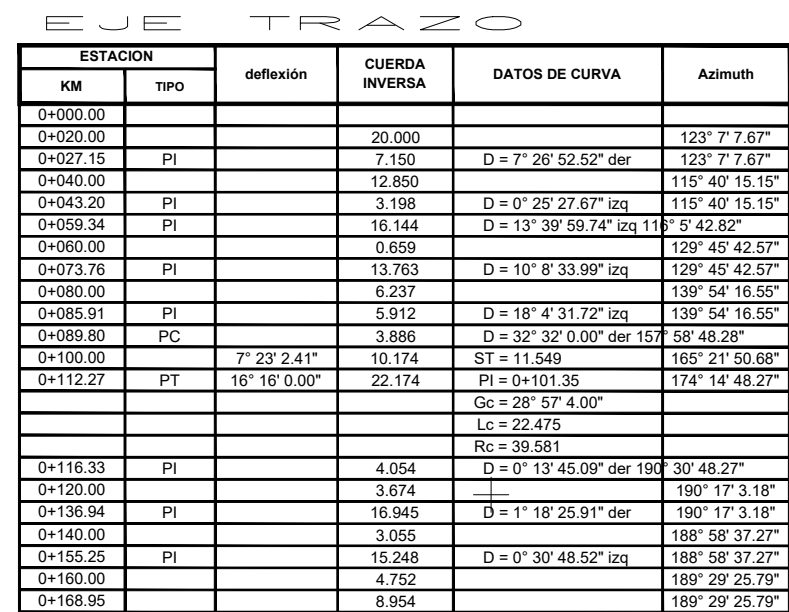 EJE TRAZO
ESTACION
deflexión CUERDA INVERSA DATOS DE CURVA Azimuth
KM TIPO
0+000.00
0+020.00 20.000 123° 7' 7.67"
0+027.15 PI 7.150 D = 7° 26' 52.52" der 123° 7' 7.67"
0+040.00 12.850 115° 40' 15.15"
0+043.20 PI 3.198 D = 0° 25' 27.67" izq 115° 40' 15.15"
0+059.34 PI 16.144 D = 13° 39' 59.74" izq 116° 5' 42.82"
0+060.00 0.659 129° 45' 42.57"
0+073.76 PI 13.763 D = 10° 8' 33.99" izq 129° 45' 42.57"
0+080.00 6.237 139° 54' 16.55"
0+085.91 PI 5.912 D = 18° 4' 31.72" izq 139° 54' 16.55"
0+089.80 PC 3.886 D = 32° 32' 0.00" der 157° 58' 48.28"
0+100.00 7° 23' 2.41" 10.174 ST = 11.549 165° 21' 50.68"
0+112.27 PT 16° 16' 0.00" 22.174 PI = 0+101.35 174° 14' 48.27"
Gc = 28° 57' 4.00"
Lc = 22.475
Rc = 39.581
0+116.33 PI 4.054 D = 0° 13' 45.09" der 190° 30' 48.27"
0+120.00 3.674 190° 17' 3.18"
0+136.94 PI 16.945 D = 1° 18' 25.91" der 190° 17' 3.18"
0+140.00 3.055 188° 58' 37.27"
0+155.25 PI 15.248 D = 0° 30' 48.52" izq 188° 58' 37.27"
0+160.00 4.752 189° 29' 25.79"
0+168.95 8.954 189° 29' 25.79"